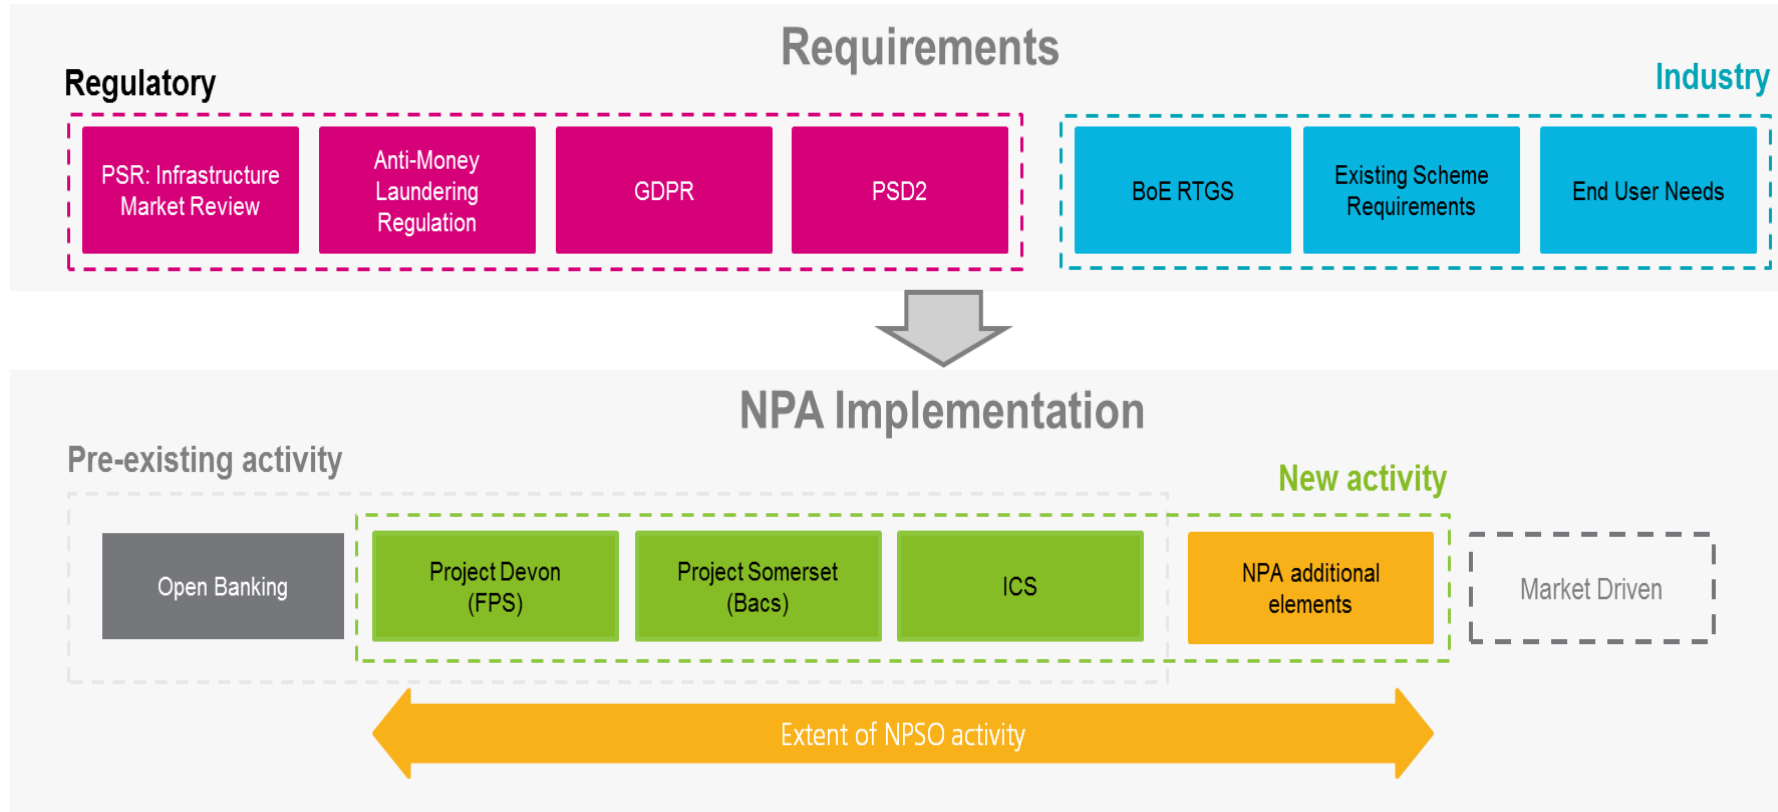 Requirements
Regulatory
Industry
PSR: Infrastructure
Market Review
Anti-Money
Laundering
Regulation
GDPR
PSD2
BoE RTGS
Existing Scheme
Requirements
End User Needs
NPA Implementation
Pre-existing activity
New activity
Open Banking
Project Devon
(FPS)
Project Somerset
(Bacs)
ICS
NPA additional
elements
Market Driven
Extent of NPSO activity